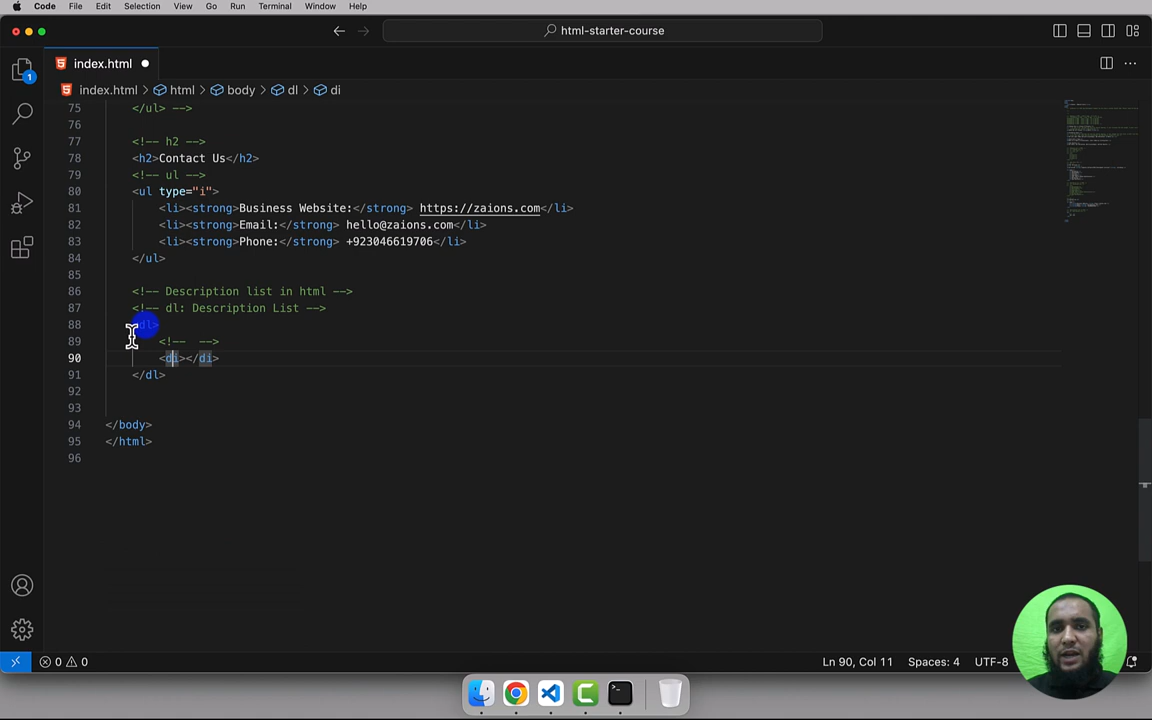 Code File Edit Selection View Go Run Terminal Window Help
html-starter-course
index.html
index.html > html > body > dl > di
1
75 </ul> -->
76
77 <!-- h2 -->
78 <h2>Contact Us</h2>
79 <!-- ul -->
80 <ul type="i">
81 <li><strong>Business Website:</strong> https://zaions.com</li>
82 <li><strong>Email:</strong> hello@zaions.com</li>
83 <li><strong>Phone:</strong> +923046619706</li>
84 </ul>
85
86 <!-- Description list in html -->
87 <!-- dl: Description List -->
88 <dl>
89 <!--  -->
90 <di></di>
91 </dl>
92
93
94 </body>
95 </html>
96
0 0 Ln 90, Col 11 Spaces: 4 UTF-8